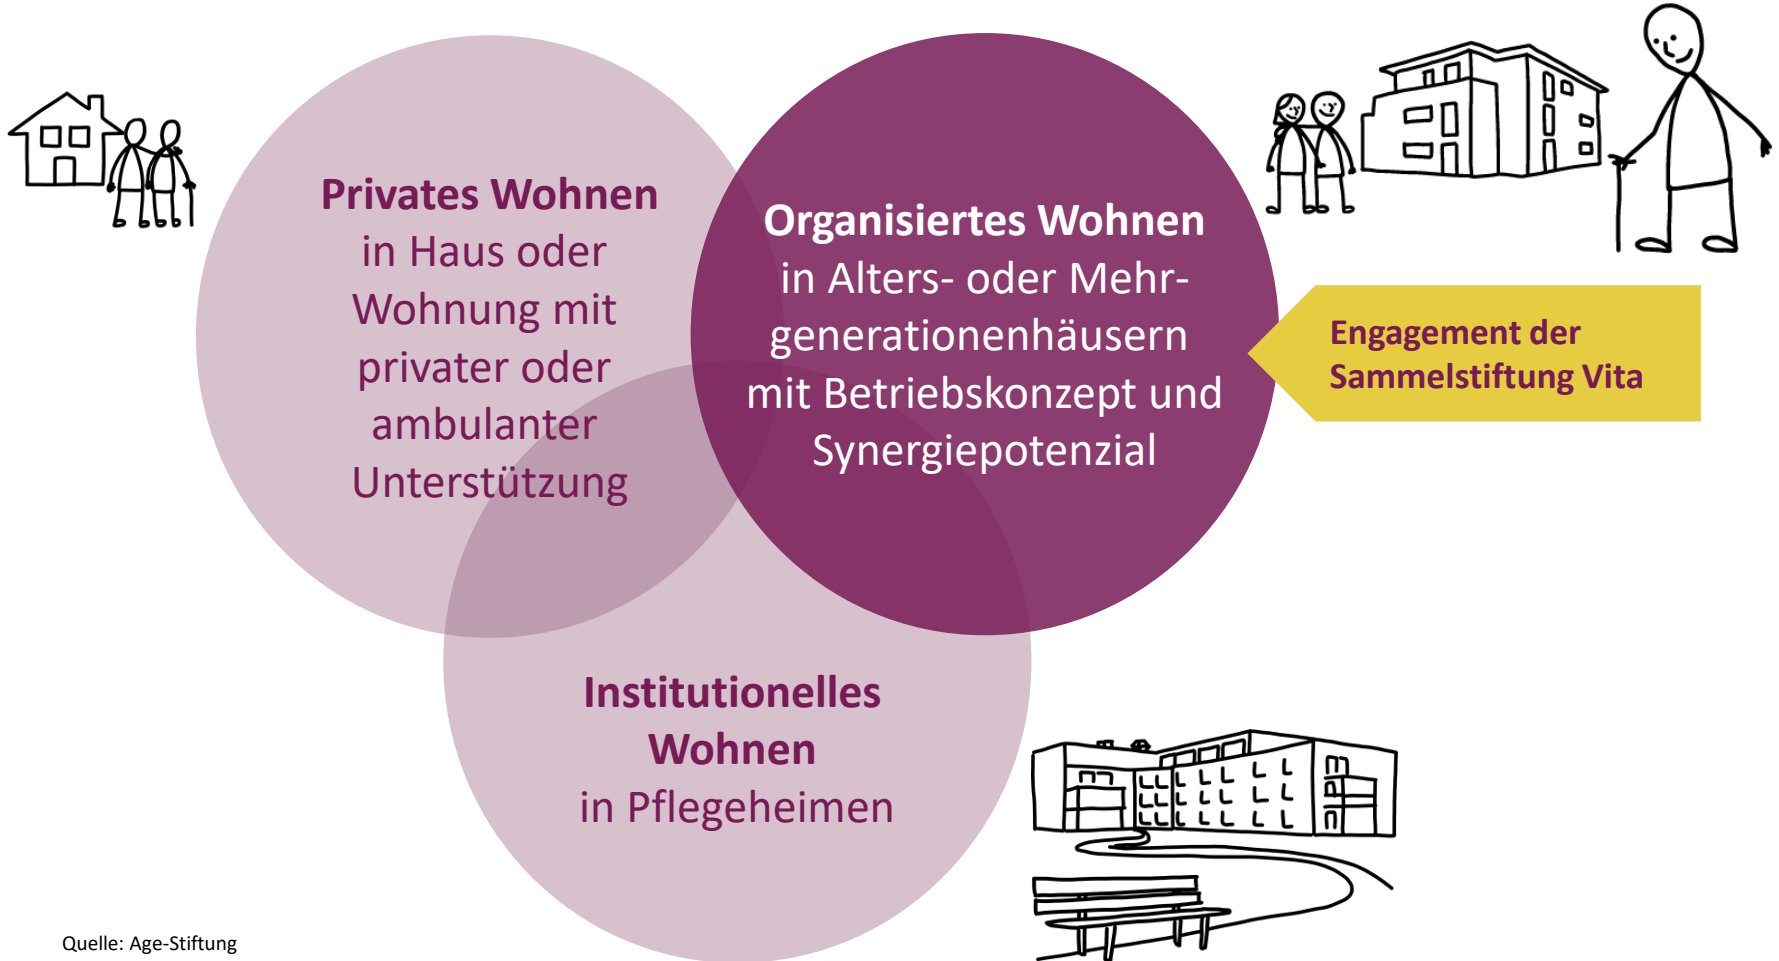 Privates Wohnen
in Haus oder
Wohnung mit
privater oder
ambulanter
Unterstützung
Organisiertes Wohnen
in Alters- oder Mehr-
generationenhäusern
mit Betriebskonzept und
Synergiepotenzial
Engagement der
Sammelstiftung Vita
Institutionelles
Wohnen
in Pflegeheimen
Quelle: Age-Stiftung